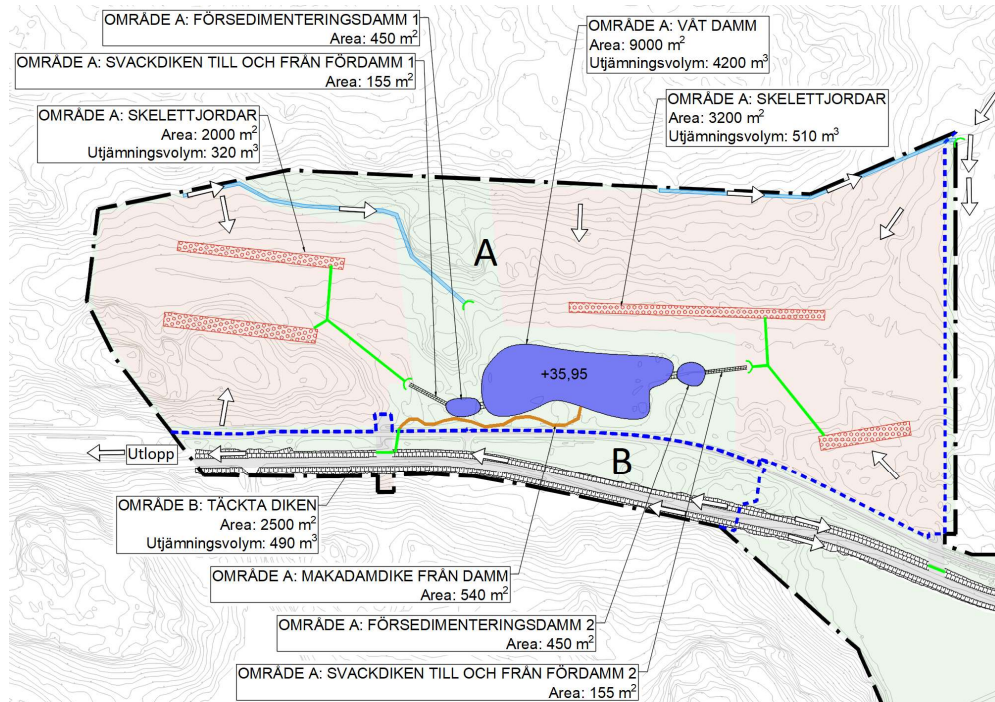 OMRÅDE A: FÖRSEDIMENTERINGSDAMM 1
Area: 450 m²
OMRÅDE A: SVACKDIKEN TILL OCH FRÅN FÖRDAMM 1
Area: 155 m²
OMRÅDE A: SKELETTJORDAR
Area: 2000 m²
Utjämningsvolym: 320 m³
OMRÅDE A: VÅT DAMM
Area: 9000 m²
Utjämningsvolym: 4200 m³
OMRÅDE A: SKELETTJORDAR
Area: 3200 m²
Utjämningsvolym: 510 m³
A
+35,95
B
Utlopp
OMRÅDE B: TÄCKTA DIKEN
Area: 2500 m²
Utjämningsvolym: 490 m³
OMRÅDE A: MAKADAMDIKE FRÅN DAMM
Area: 540 m²
OMRÅDE A: FÖRSEDIMENTERINGSDAMM 2
Area: 450 m²
OMRÅDE A: SVACKDIKEN TILL OCH FRÅN FÖRDAMM 2
Area: 155 m²